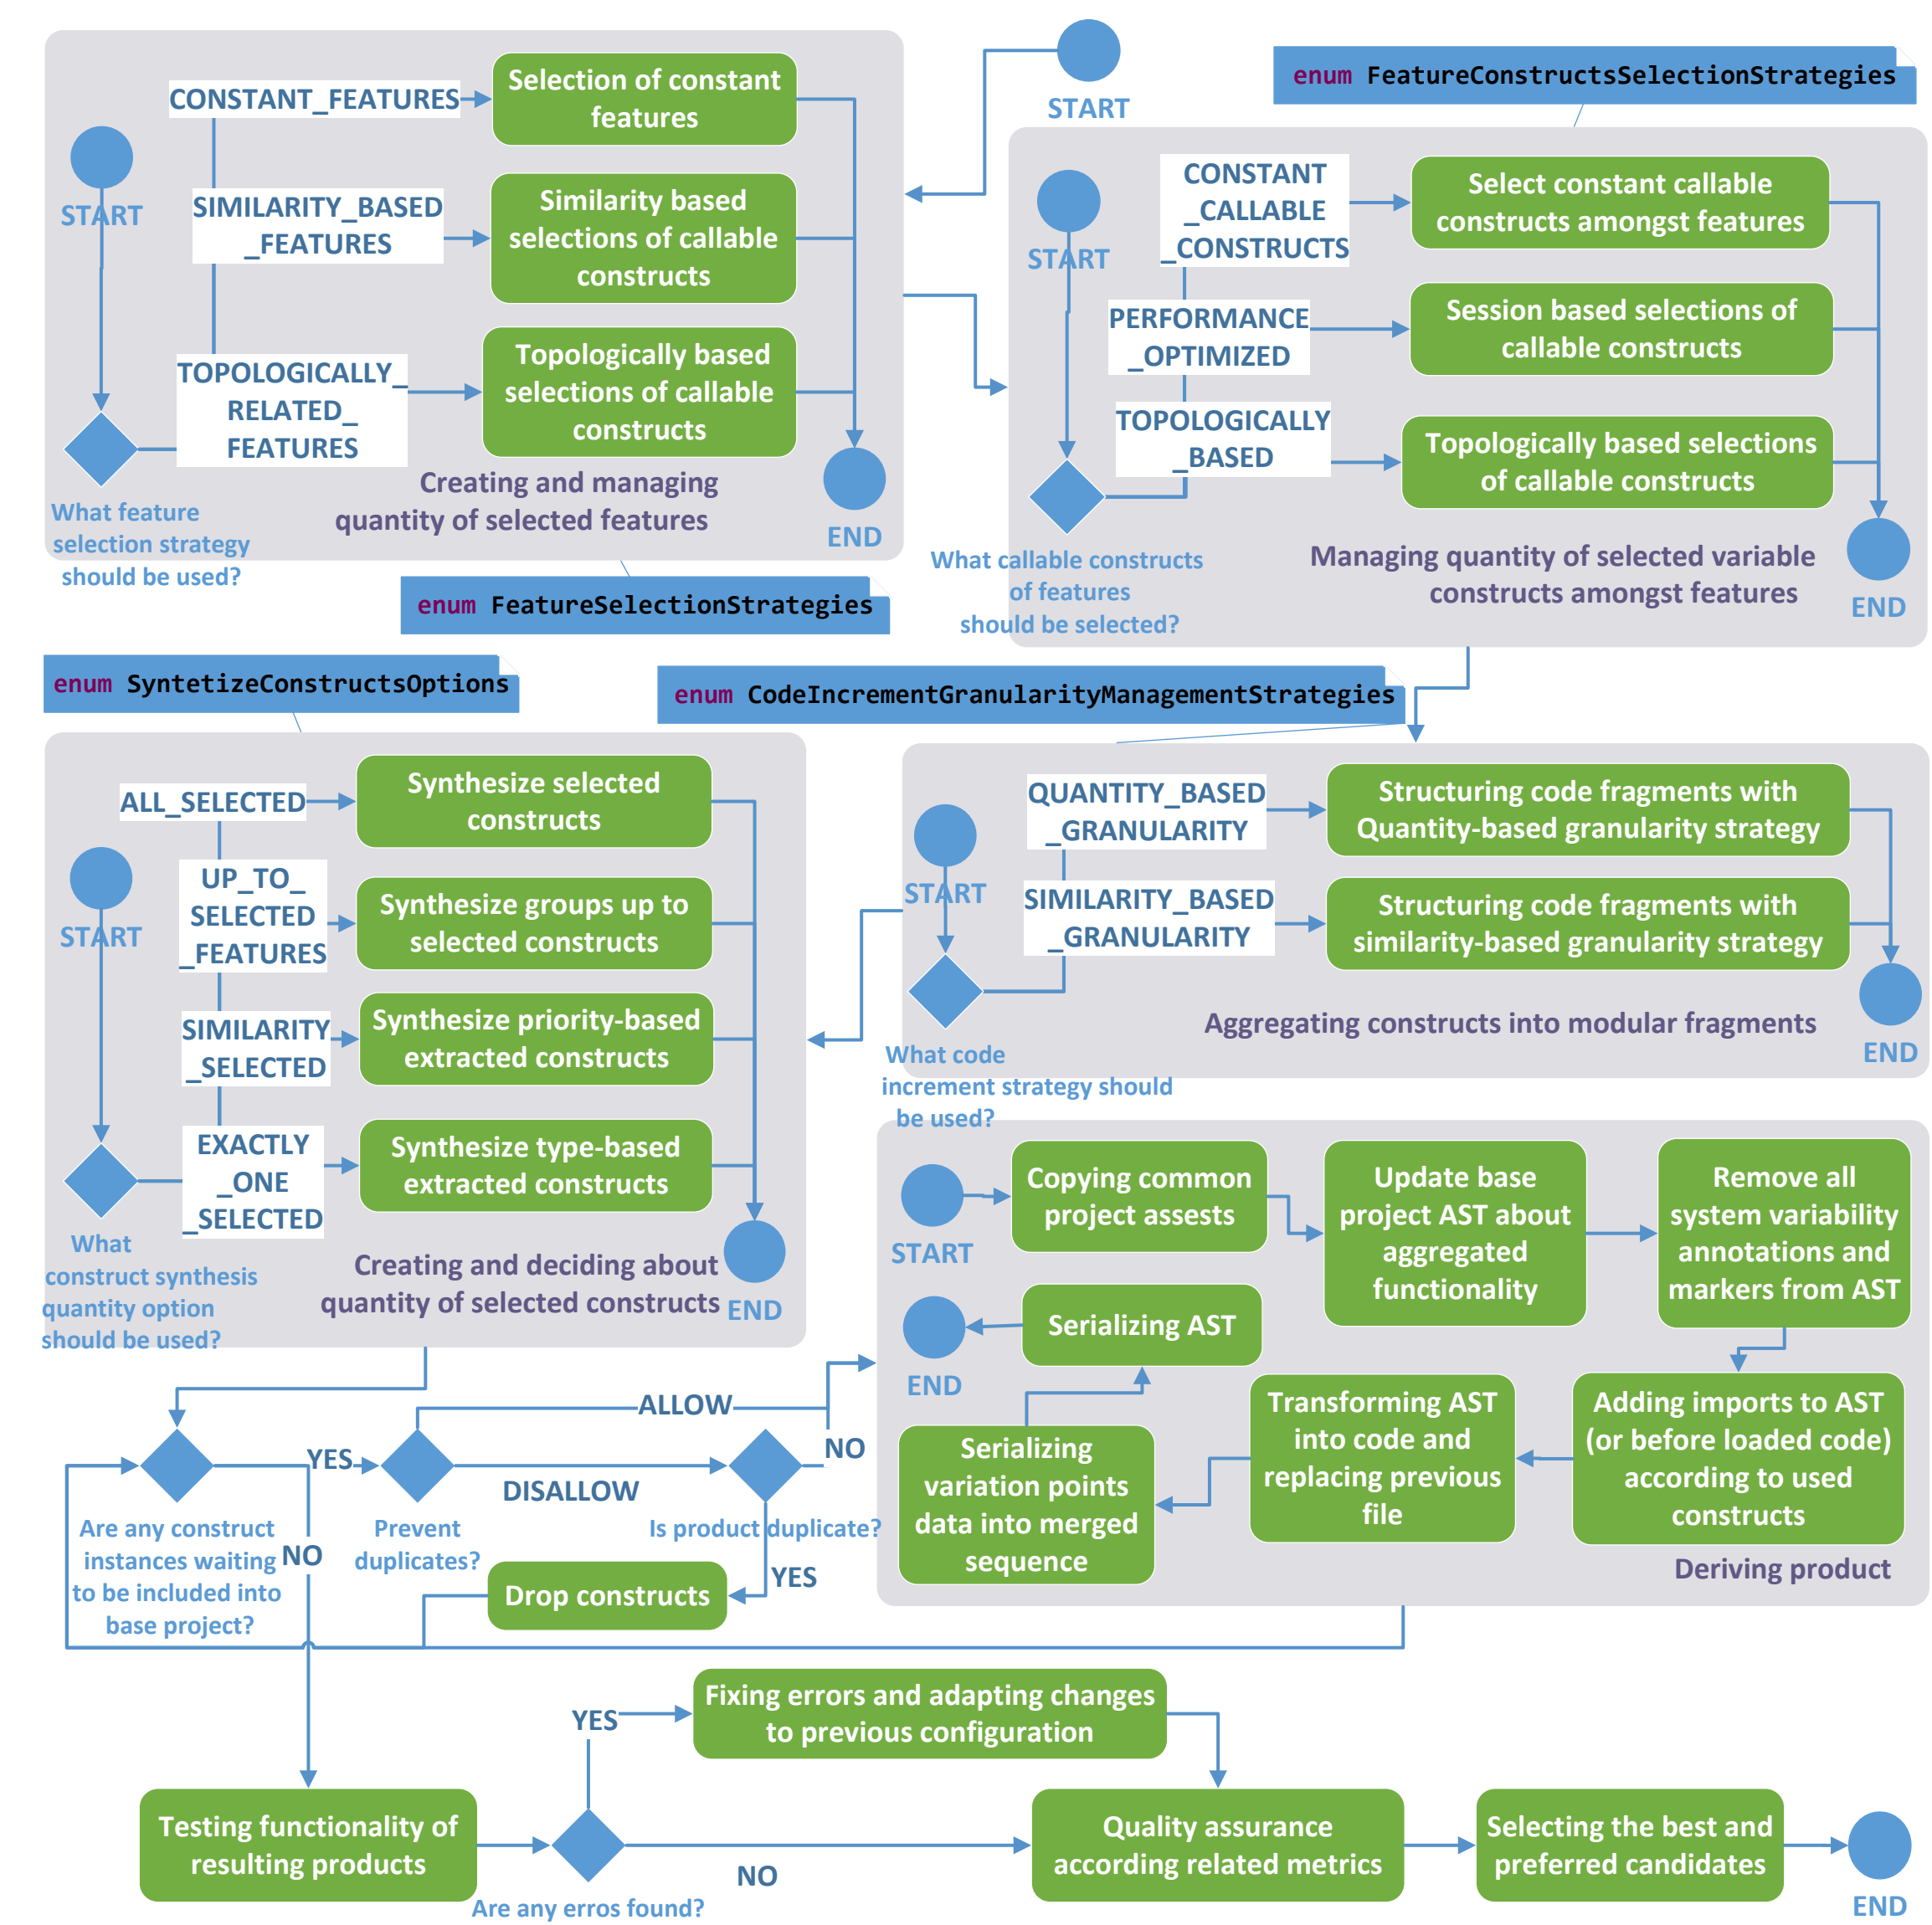 START
enum FeatureConstructsSelectionStrategies
CONSTANT_FEATURES
Selection of constant
features
START
SIMILARITY_BASED
_FEATURES
Similarity based
selections of callable
constructs
TOPOLOGICALLY_
RELATED_
FEATURES
Topologically based
selections of callable
constructs
What feature
selection strategy
should be used?
Creating and managing
quantity of selected features
END
enum FeatureSelectionStrategies
START
CONSTANT
_CALLABLE
_CONSTRUCTS
Select constant callable
constructs amongst features
PERFORMANCE
_OPTIMIZED
Session based selections of
callable constructs
TOPOLOGICALLY
_BASED
Topologically based selections
of callable constructs
What callable constructs
of features
should be selected?
Managing quantity of selected variable
constructs amongst features
END
enum SyntetizeConstructsOptions
enum CodeIncrementGranularityManagementStrategies
ALL_SELECTED
Synthesize selected
constructs
START
UP_TO_
SELECTED
_FEATURES
Synthesize groups up to
selected constructs
SIMILARITY
_SELECTED
Synthesize priority-based
extracted constructs
EXACTLY
_ONE
_SELECTED
Synthesize type-based
extracted constructs
What
construct synthesis
quantity option
should be used?
Creating and deciding about
quantity of selected constructs
END
START
QUANTITY_BASED
_GRANULARITY
Structuring code fragments with
Quantity-based granularity strategy
SIMILARITY_BASED
_GRANULARITY
Structuring code fragments with
similarity-based granularity strategy
What code
increment strategy should
be used?
Aggregating constructs into modular fragments
END
START
Copying common
project assests
Update base
project AST about
aggregated
functionality
Remove all
system variability
annotations and
markers from AST
END
Serializing AST
Serializing
variation points
data into merged
sequence
Transforming AST
into code and
replacing previous
file
Adding imports to AST
(or before loaded code)
according to used
constructs
Deriving product
ALLOW
YES
DISALLOW
NO
Are any construct
instances waiting
to be included into
base project?
NO
Prevent
duplicates?
Is product duplicate?
YES
Drop constructs
YES
Fixing errors and adapting changes
to previous configuration
Testing functionality of
resulting products
Are any erros found?
NO
Quality assurance
according related metrics
Selecting the best and
preferred candidates
END